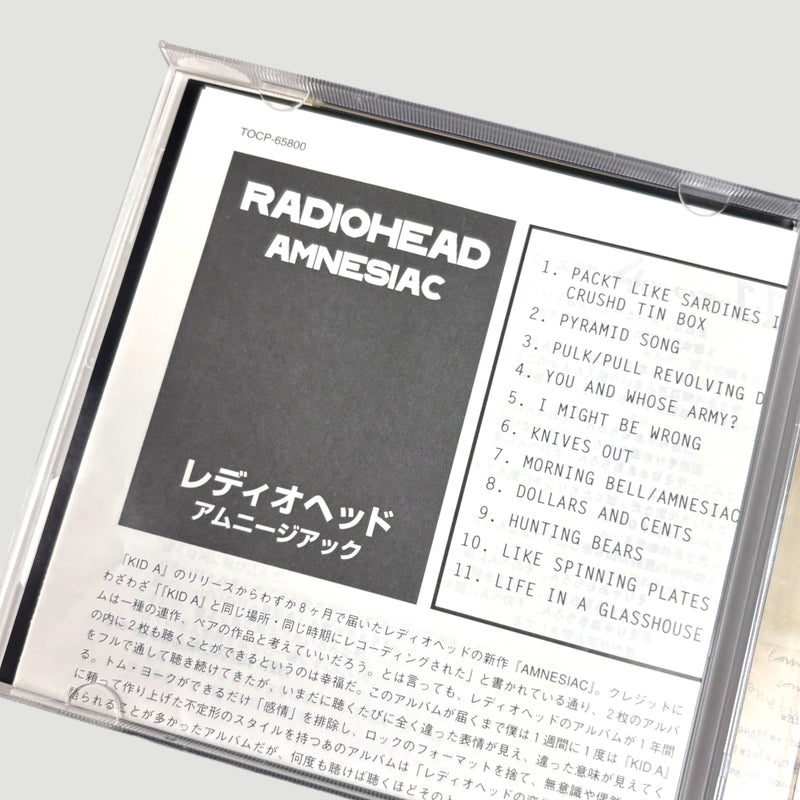 TOCP-65800
RADIOHEAD
AMNESIAC
レディオヘッド
アムニージアック
1. PACKT LIKE SARDINES I
CRUSHD TIN BOX
2. PYRAMID SONG
3. PULK/PULL REVOLVING D
4. YOU AND WHOSE ARMY?
5. I MIGHT BE WRONG
6. KNIVES OUT
7. MORNING BELL/AMNESIAC
8. DOLLARS AND CENTS
9. HUNTING BEARS
10. LIKE SPINNING PLATES
11. LIFE IN A GLASSHOUSE
『KID A』のリリースからわずか8ヶ月で届いたレディオヘッドの新作『AMNESIAC』。クレジットに
わざわざ「『KID A』と同じ場所・同じ時期にレコーディングされた」と書かれている通り、2枚のアルバ
ムは一種の連作、ペアの作品と考えていいだろう。とは言っても、レディオヘッドのアルバムが1年間
の内に2枚も聴くことができるというのは幸福だ。このアルバムが届くまで僕は1週間に1度は『KID A』
をフルで通して聴き続けてきたが、いまだに聴くたびに全く違った表情が見え、違った意味が見えてく
る。トム・ヨークができるだけ「感情」を排除し、ロックのフォーマットを捨て、無意識や偶然
に頼って作り上げた不定形のスタイルを持つあのアルバムは「レディオヘッドの変
語られることが多かったアルバムだが、何度も聴けば聴くほどその